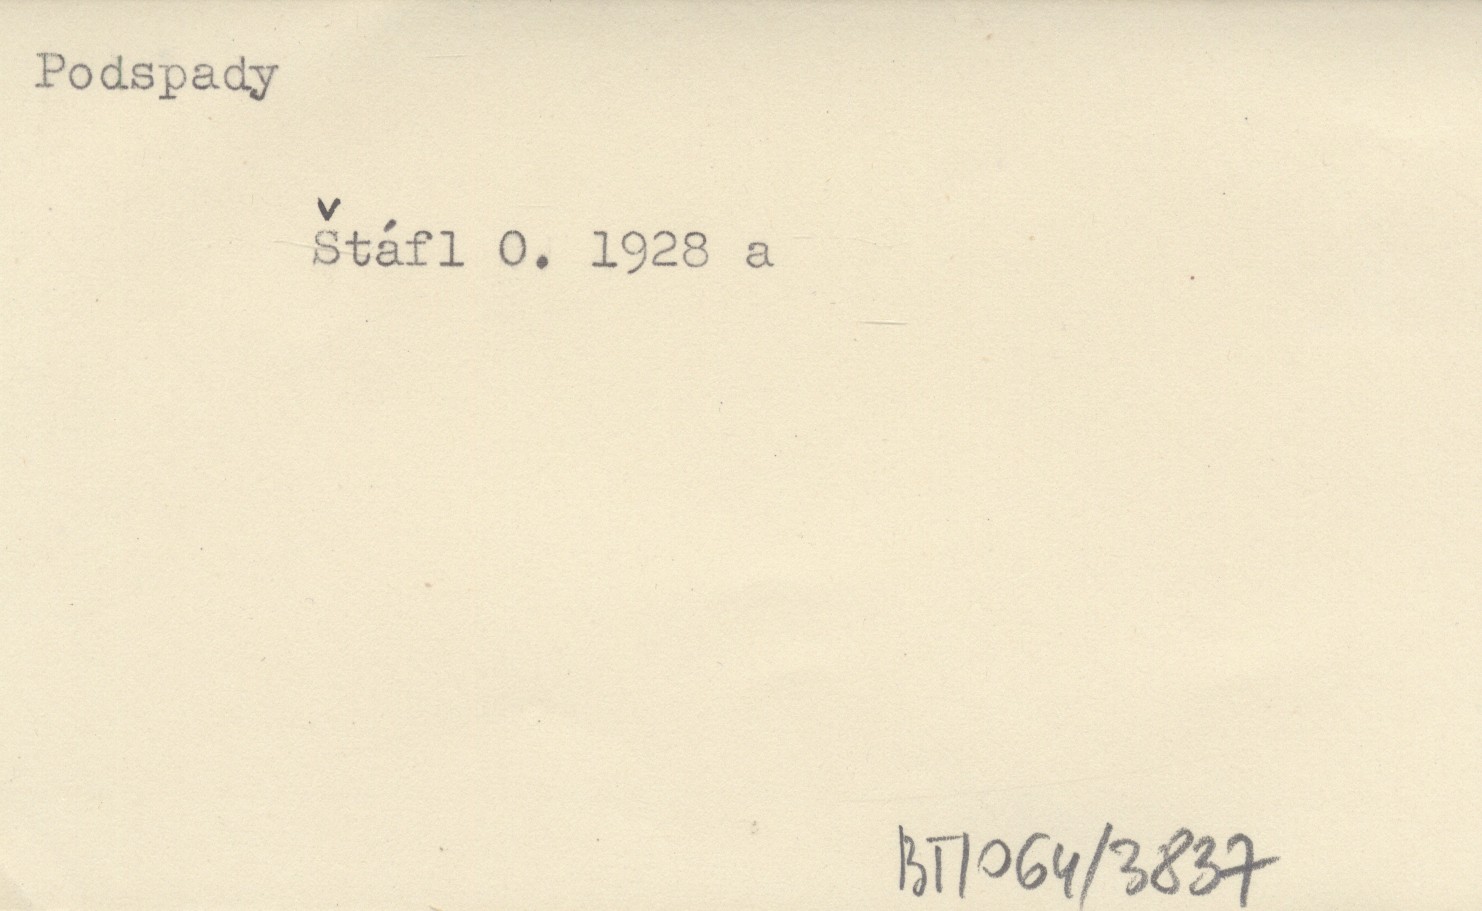 Podspady
Štáfl O. 1928 a
BT/064/3837